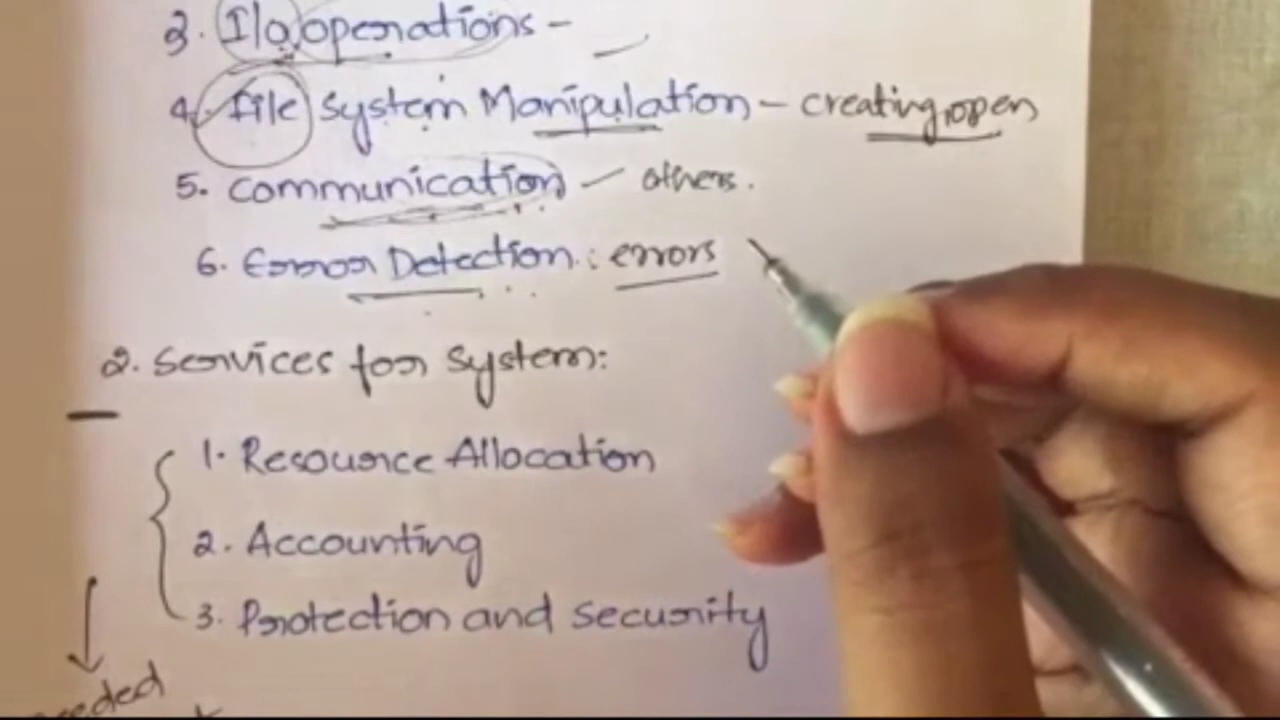 3. I/o operations -
4. File System Manipulation - creating, open
5. communication - others.
6. Error Detection : errors
2. Services for System:
1. Resource Allocation
2. Accounting
3. Protection and security